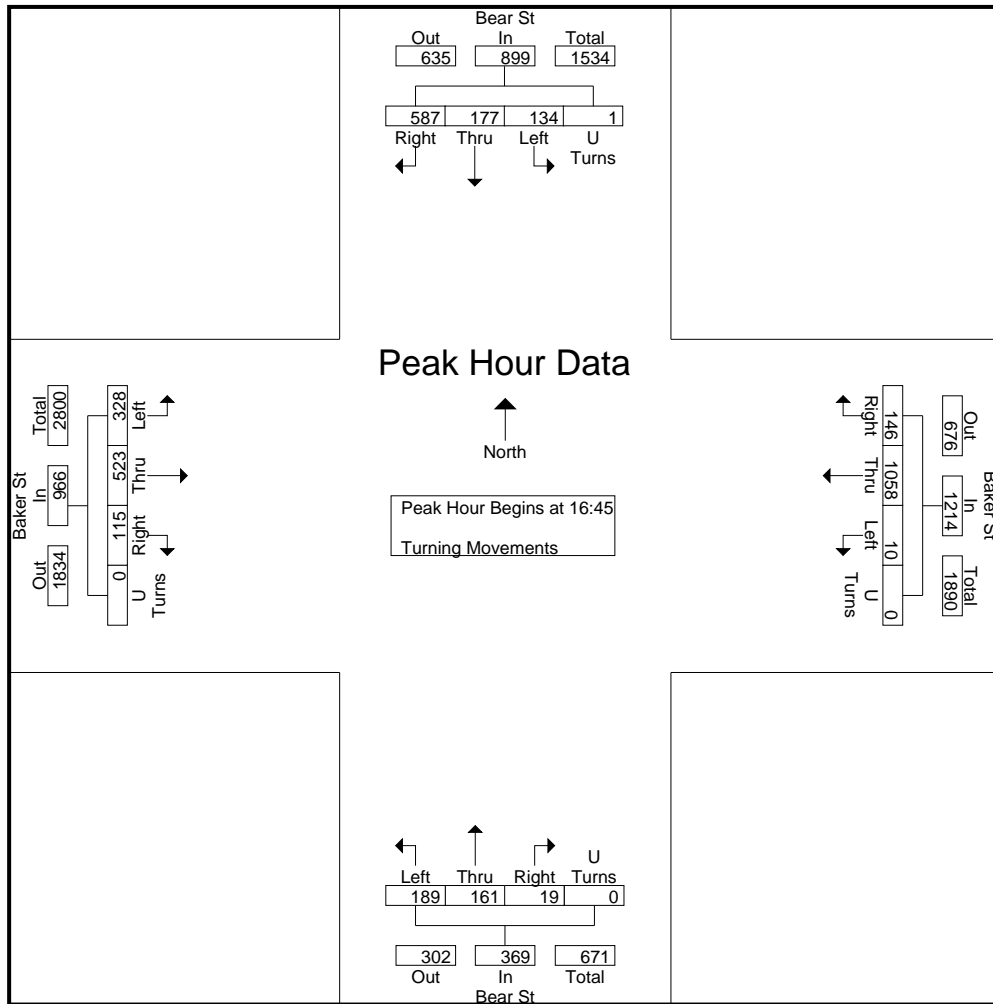 Bear St
Out In Total
635 899 1534
587 177 134 1
Right Thru Left U
Turns
Peak Hour Data
North
Peak Hour Begins at 16:45
Turning Movements
Baker St
Total In Out
2800 966 1834
328 523 115 0
Left Thru Right U
Turns
Baker St
Out In Total
676 1214 1890
146 1058 10 0
Right Thru Left U
Turns
U
Left Thru Right Turns
189 161 19 0
302 369 671
Out In Total
Bear St